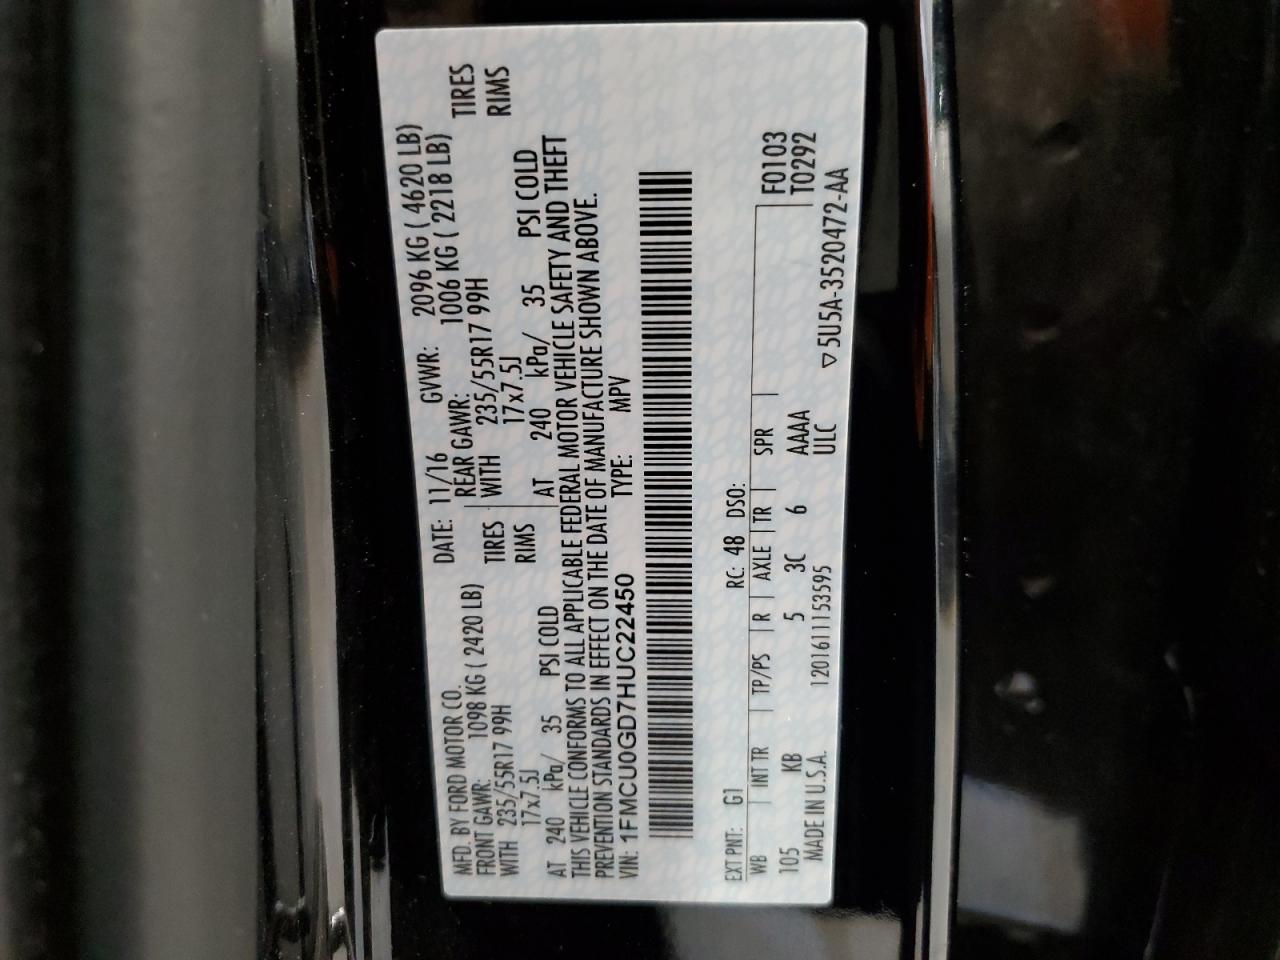 MFD. BY FORD MOTOR CO. DATE: 11/16 GVWR: 2096 KG ( 4620 LB)
FRONT GAWR: 1098 KG ( 2420 LB) REAR GAWR: 1006 KG ( 2218 LB)
WITH 235/55R17 99H TIRES WITH 235/55R17 99H TIRES
17x7.5J RIMS 17x7.5J RIMS
AT 240 kPa/ 35 PSI COLD AT 240 kPa/ 35 PSI COLD
THIS VEHICLE CONFORMS TO ALL APPLICABLE FEDERAL MOTOR VEHICLE SAFETY AND THEFT
PREVENTION STANDARDS IN EFFECT ON THE DATE OF MANUFACTURE SHOWN ABOVE.
VIN: 1FMCU0GD7HUC22450 TYPE: MPV
EXT PNT: G1 RC: 48 DSO: F0103
WB INT TR TP/PS R AXLE TR SPR T0292
105 KB 5 3C 6 AAAA
MADE IN U.S.A. 1201611153595 ULC ▽5U5A-3520472-AA